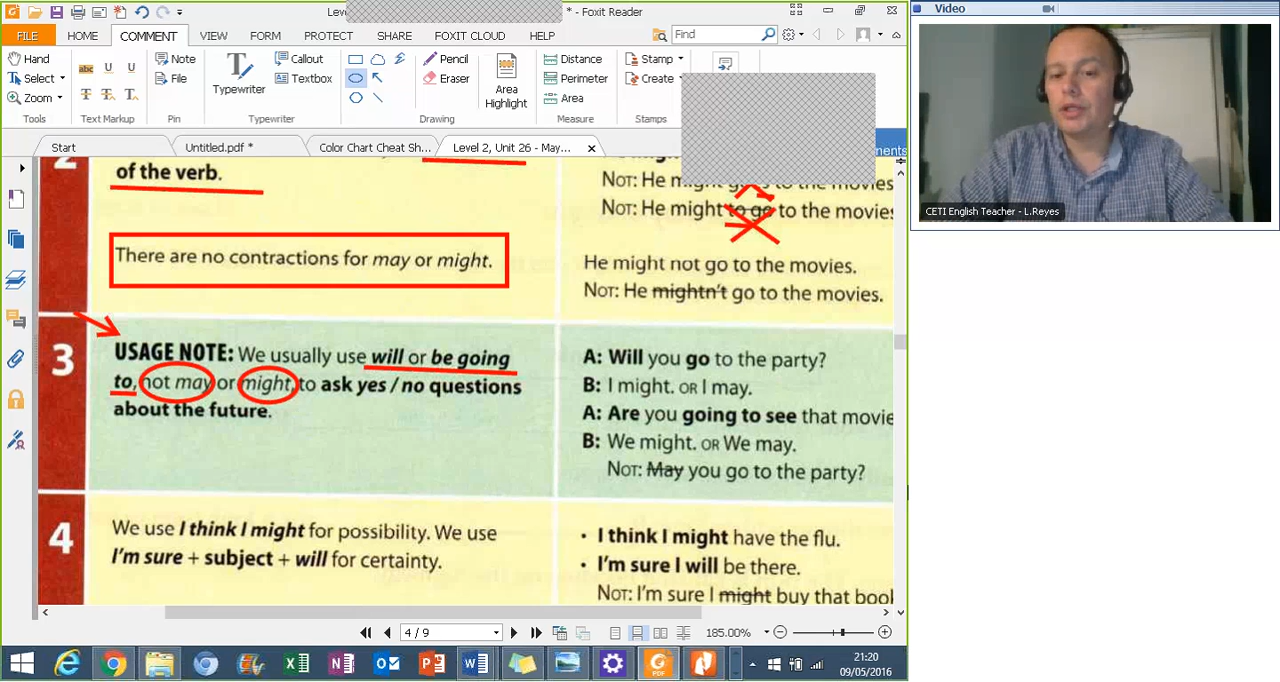 Leve
* - Foxit Reader
FILE HOME COMMENT VIEW FORM PROTECT SHARE FOXIT CLOUD HELP
Find
Hand
Select
Zoom
Tools
Text Markup
Note
File
Pin
Typewriter
Callout
Textbox
Typewriter
Pencil
Eraser
Area
Highlight
Drawing
Distance
Perimeter
Area
Measure
Stamp
Create
Stamps
Start
Untitled.pdf *
Color Chart Cheat Sh...
Level 2, Unit 26 - May...
2
of the verb.
There are no contractions for may or might.
NOT: He might goes to the movies
NOT: He might to go to the movies
He might not go to the movies.
NOT: He mightn't go to the movies.
3
USAGE NOTE: We usually use will or be going
to, not may or might, to ask yes / no questions
about the future.
A: Will you go to the party?
B: I might. OR I may.
A: Are you going to see that movie
B: We might. OR We may.
NOT: May you go to the party?
4
We use I think I might for possibility. We use
I'm sure + subject + will for certainty.
• I think I might have the flu.
• I'm sure I will be there.
NOT: I'm sure I might buy that book
4 / 9
185.00%
21:20
09/05/2016
Video
CETI English Teacher - L.Reyes